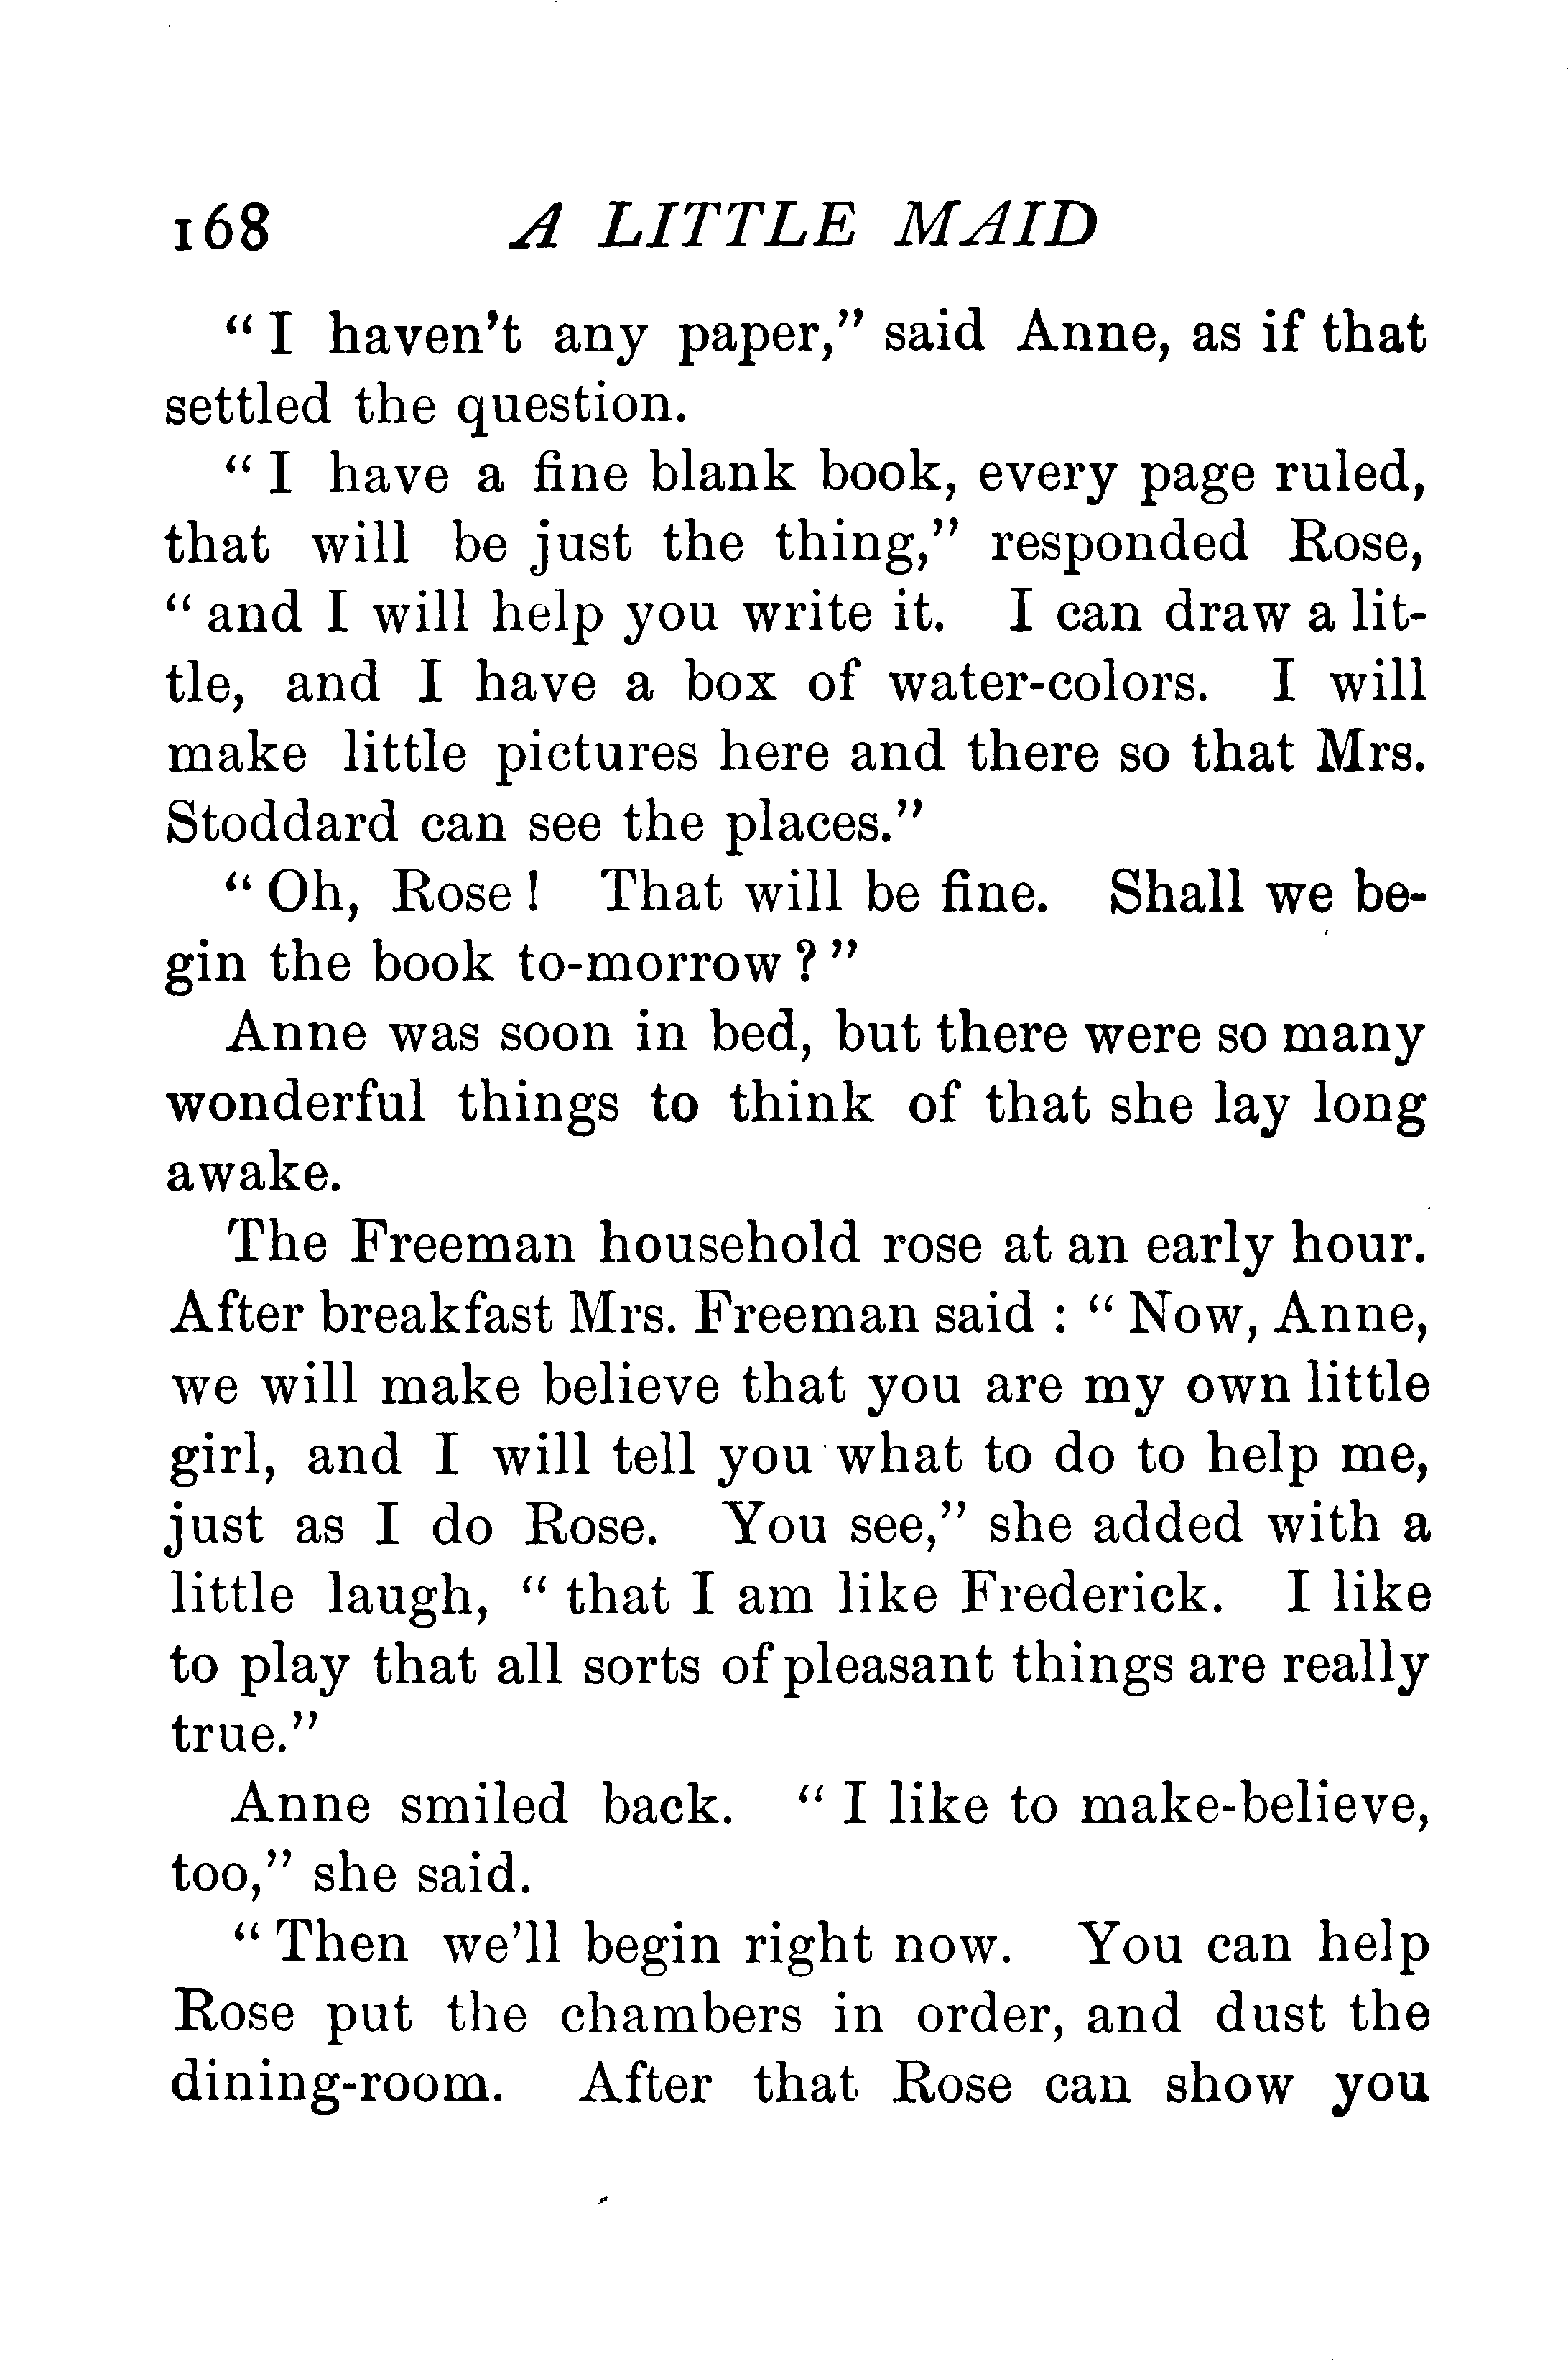 168 A LITTLE MAID
“ I haven’t any paper,” said Anne, as if that
settled the question.
“ I have a fine blank book, every page ruled,
that will be just the thing,” responded Rose,
“ and I will help you write it. I can draw a lit-
tle, and I have a box of water-colors. I will
make little pictures here and there so that Mrs.
Stoddard can see the places.”
“ Oh, Rose ! That will be fine. Shall we be-
gin the book to-morrow ? ”
Anne was soon in bed, but there were so many
wonderful things to think of that she lay long
awake.
The Freeman household rose at an early hour.
After breakfast Mrs. Freeman said : “ Now, Anne,
we will make believe that you are my own little
girl, and I will tell you what to do to help me,
just as I do Rose. You see,” she added with a
little laugh, “ that I am like Frederick. I like
to play that all sorts of pleasant things are really
true.”
Anne smiled back. “ I like to make-believe,
too,” she said.
“ Then we’ll begin right now. You can help
Rose put the chambers in order, and dust the
dining-room. After that Rose can show you